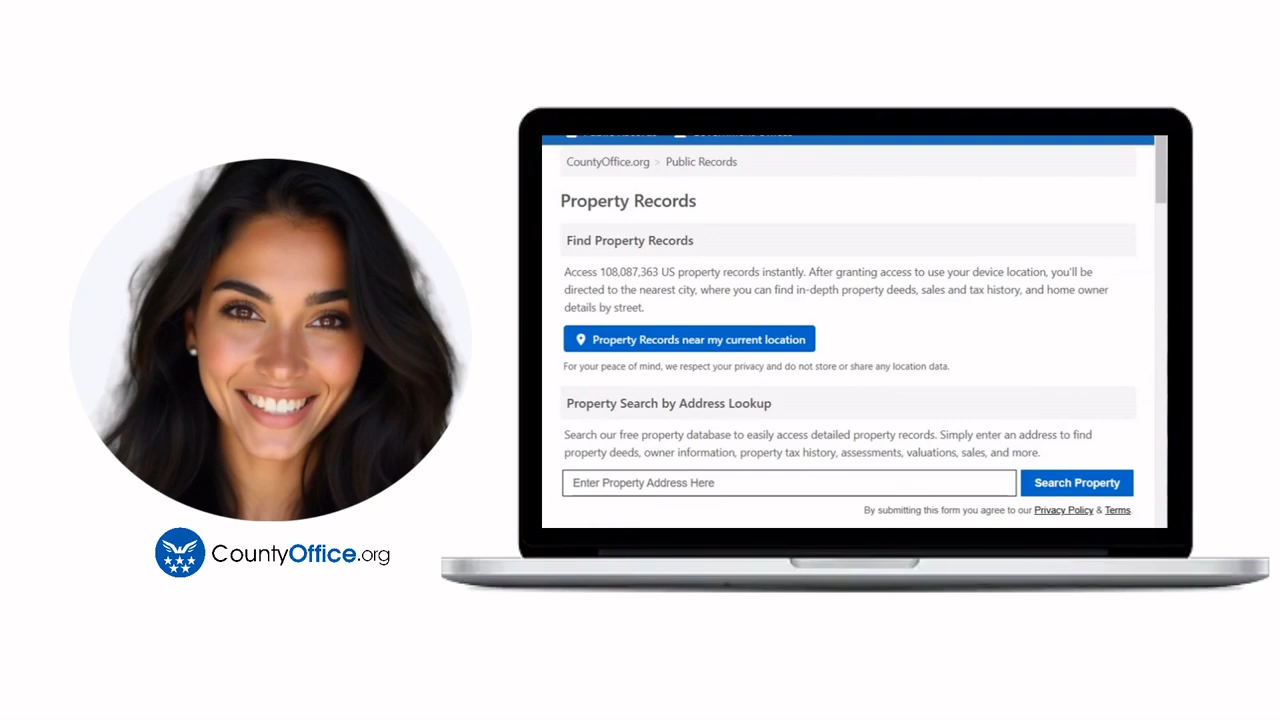 CountyOffice.org
CountyOffice.org > Public Records
Property Records
Find Property Records
Access 108,087,363 US property records instantly. After granting access to use your device location, you'll be
directed to the nearest city, where you can find in-depth property deeds, sales and tax history, and home owner
details by street.
Property Records near my current location
For your peace of mind, we respect your privacy and do not store or share any location data.
Property Search by Address Lookup
Search our free property database to easily access detailed property records. Simply enter an address to find
property deeds, owner information, property tax history, assessments, valuations, sales, and more.
Enter Property Address Here
Search Property
By submitting this form you agree to our Privacy Policy & Terms.